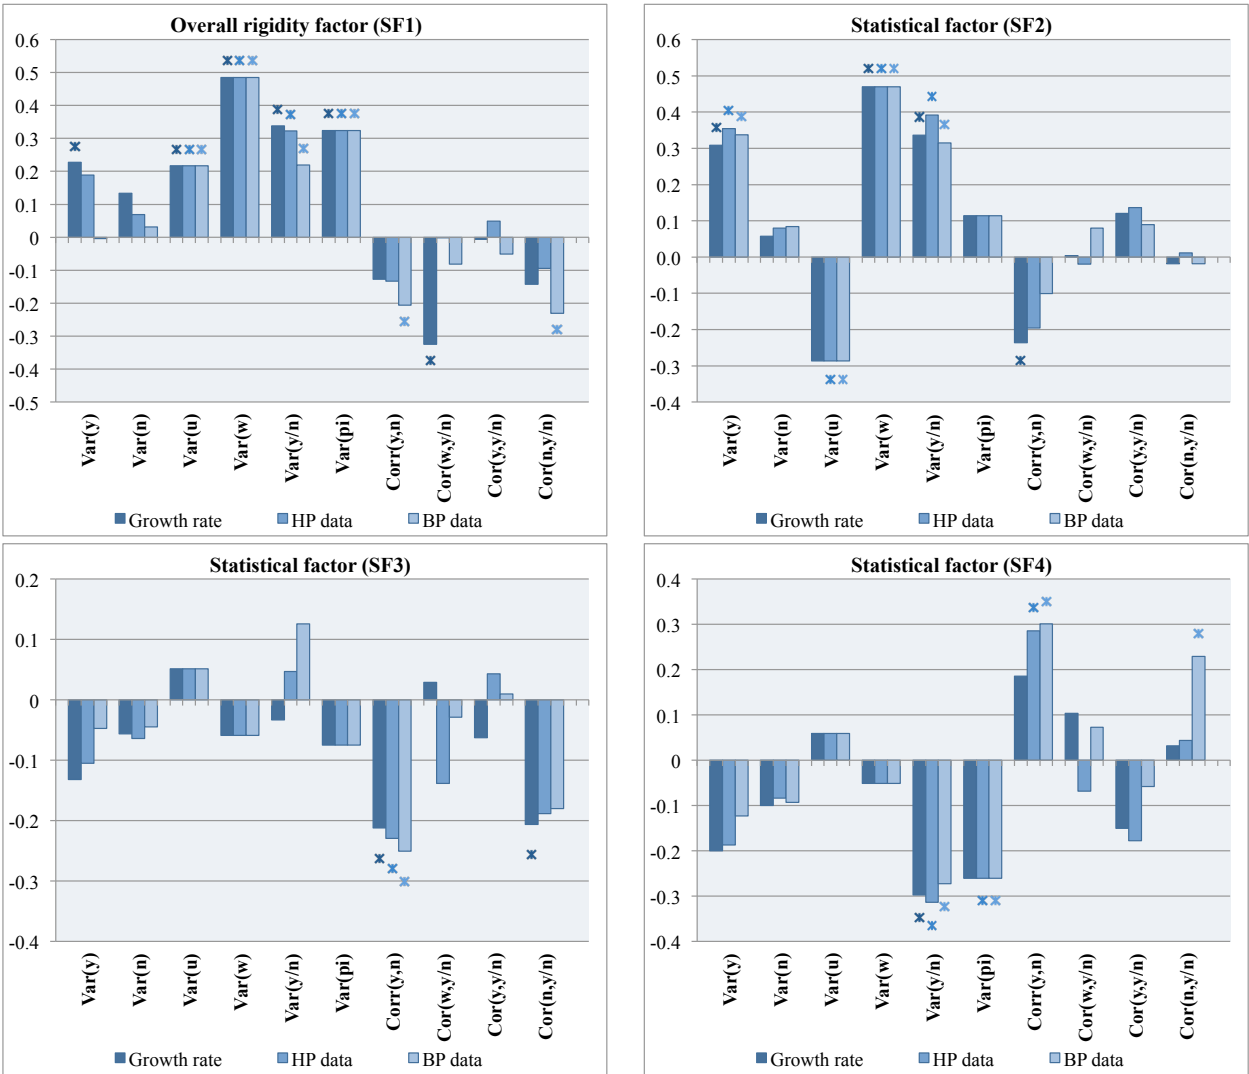 Overall rigidity factor (SF1)
0.6
0.5
0.4
0.3
0.2
0.1
0
-0.1
-0.2
-0.3
-0.4
-0.5
Var(y)
Var(n)
Var(u)
Var(w)
Var(y/n)
Var(pi)
Corr(y,n)
Cor(w,y/n)
Cor(y,y/n)
Cor(n,y/n)
Growth rate HP data BP data
Statistical factor (SF2)
0.6
0.5
0.4
0.3
0.2
0.1
0.0
-0.1
-0.2
-0.3
-0.4
Var(y)
Var(n)
Var(u)
Var(w)
Var(y/n)
Var(pi)
Corr(y,n)
Cor(w,y/n)
Cor(y,y/n)
Cor(n,y/n)
Growth rate HP data BP data
Statistical factor (SF3)
0.2
0.1
0
-0.1
-0.2
-0.3
-0.4
Var(y)
Var(n)
Var(u)
Var(w)
Var(y/n)
Var(pi)
Corr(y,n)
Cor(w,y/n)
Cor(y,y/n)
Cor(n,y/n)
Growth rate HP data BP data
Statistical factor (SF4)
0.4
0.3
0.2
0.1
0
-0.1
-0.2
-0.3
-0.4
Var(y)
Var(n)
Var(u)
Var(w)
Var(y/n)
Var(pi)
Corr(y,n)
Cor(w,y/n)
Cor(y,y/n)
Cor(n,y/n)
Growth rate HP data BP data